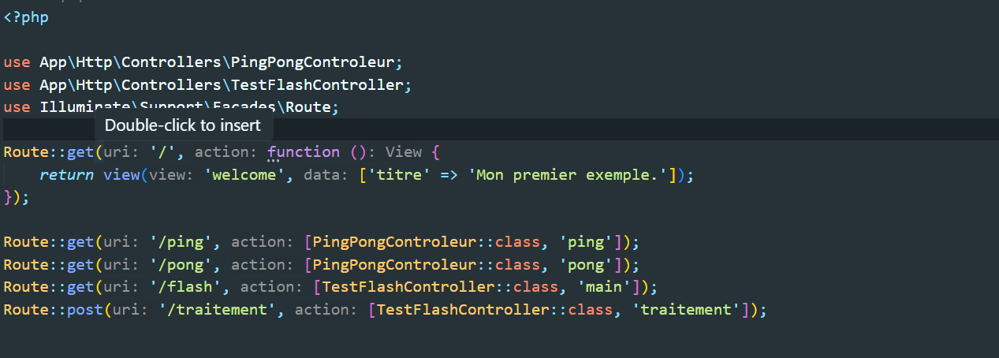 <?php
use App\Http\Controllers\PingPongControleur;
use App\Http\Controllers\TestFlashController;
use Illuminate\Support\Facades\Route;
Double-click to insert
Route::get(uri: '/', action: function (): View {
    return view(view: 'welcome', data: ['titre' => 'Mon premier exemple.']);
});
Route::get(uri: '/ping', action: [PingPongControleur::class, 'ping']);
Route::get(uri: '/pong', action: [PingPongControleur::class, 'pong']);
Route::get(uri: '/flash', action: [TestFlashController::class, 'main']);
Route::post(uri: '/traitement', action: [TestFlashController::class, 'traitement']);